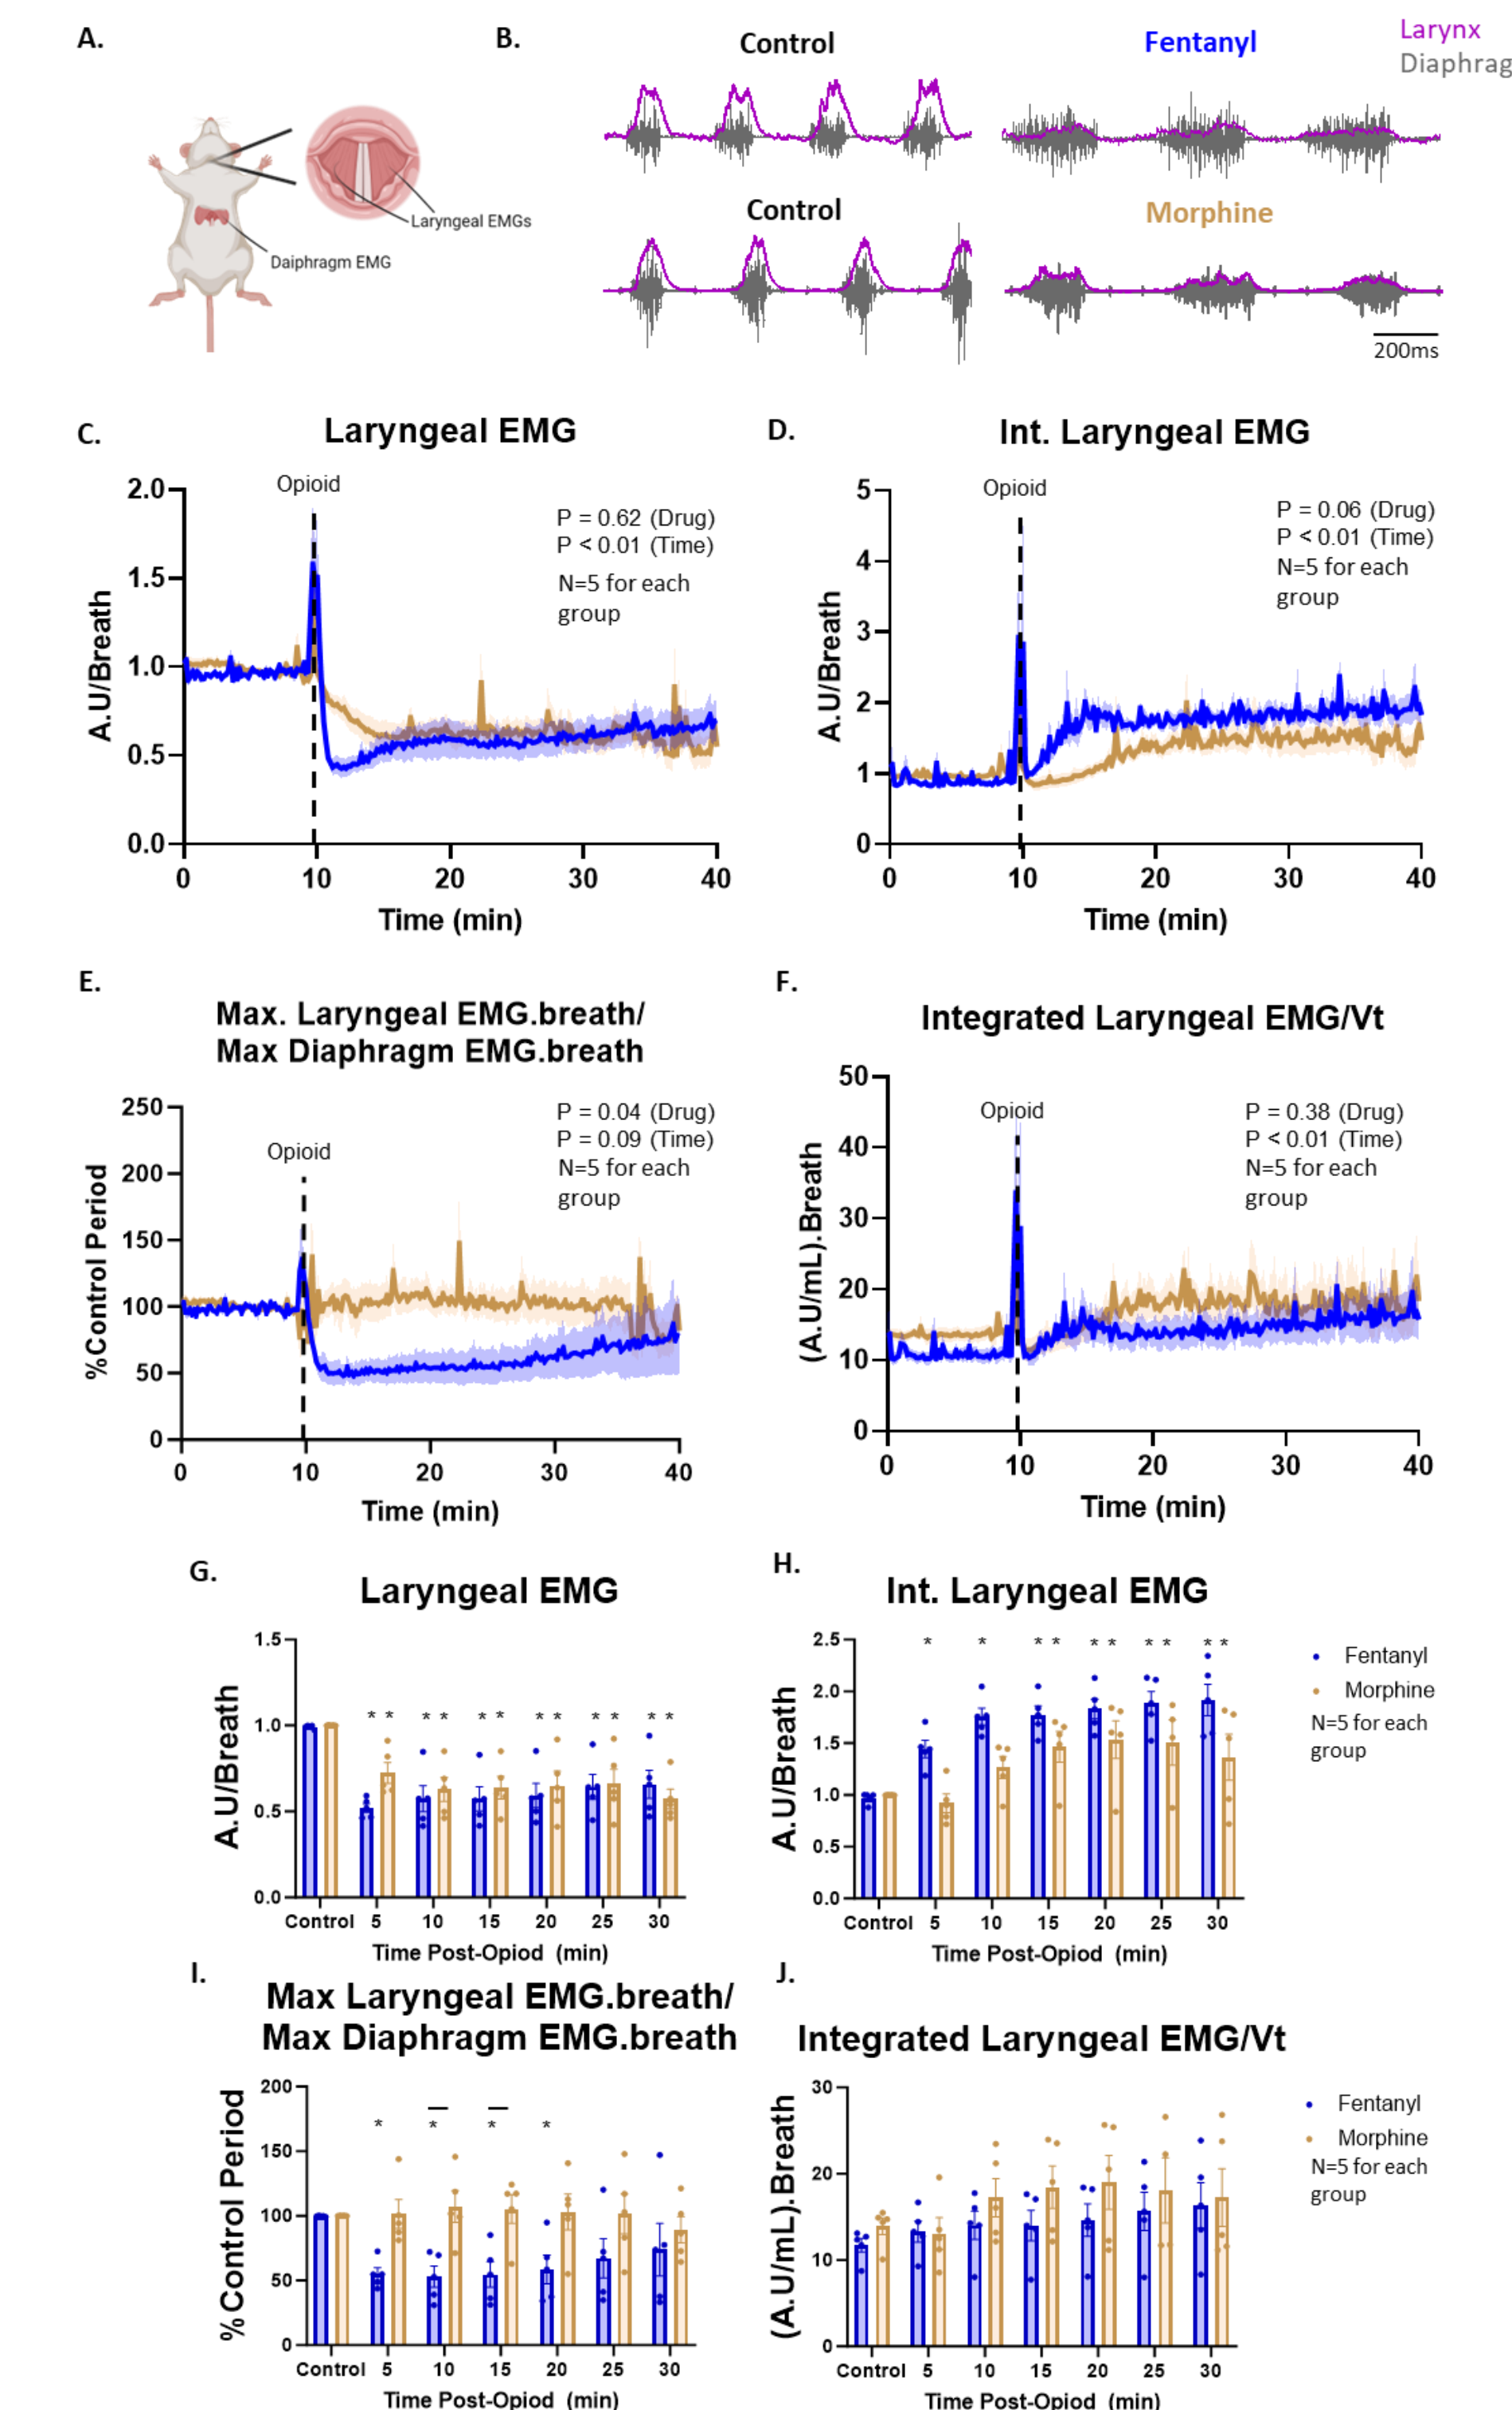 A.
B.
Control
Fentanyl
Larynx
Diaphrag
Laryngeal EMGs
Daiphragm EMG
Control
Morphine
200ms
C.
Laryngeal EMG
Opioid
P = 0.62 (Drug)
P < 0.01 (Time)
N=5 for each
group
A.U/Breath
2.0
1.5
1.0
0.5
0.0
0 10 20 30 40
Time (min)
D.
Int. Laryngeal EMG
Opioid
P = 0.06 (Drug)
P < 0.01 (Time)
N=5 for each
group
A.U/Breath
5
4
3
2
1
0
0 10 20 30 40
Time (min)
E.
Max. Laryngeal EMG.breath/
Max Diaphragm EMG.breath
Opioid
P = 0.04 (Drug)
P = 0.09 (Time)
N=5 for each
group
%Control Period
250
200
150
100
50
0
0 10 20 30 40
Time (min)
F.
Integrated Laryngeal EMG/Vt
Opioid
P = 0.38 (Drug)
P < 0.01 (Time)
N=5 for each
group
(A.U/mL).Breath
50
40
30
20
10
0
0 10 20 30 40
Time (min)
G.
Laryngeal EMG
A.U/Breath
1.5
1.0
0.5
0.0
* * * * * * * * * * * *
Control 5 10 15 20 25 30
Time Post-Opiod (min)
H.
Int. Laryngeal EMG
A.U/Breath
2.5
2.0
1.5
1.0
0.5
0.0
* * * * * * * * * *
Control 5 10 15 20 25 30
Time Post-Opiod (min)
Fentanyl
Morphine
N=5 for each
group
I.
Max Laryngeal EMG.breath/
Max Diaphragm EMG.breath
% Control Period
200
150
100
50
0
* * * *
Control 5 10 15 20 25 30
Time Post-Opiod (min)
J.
Integrated Laryngeal EMG/Vt
(A.U/mL).Breath
30
20
10
0
Control 5 10 15 20 25 30
Time Post-Opiod (min)
Fentanyl
Morphine
N=5 for each
group